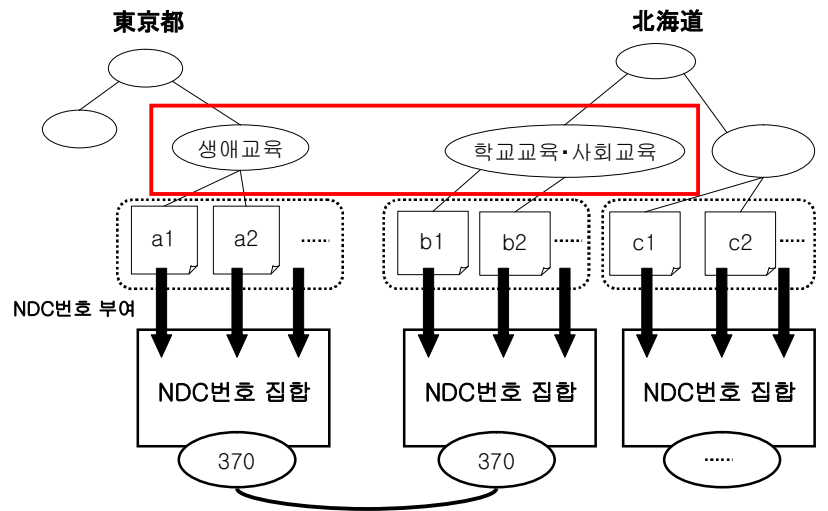 東京都
北海道
생애교육
학교교육·사회교육
a1
a2
······
b1
b2
······
c1
c2
······
NDC번호 부여
NDC번호 집합
NDC번호 집합
NDC번호 집합
370
370
······